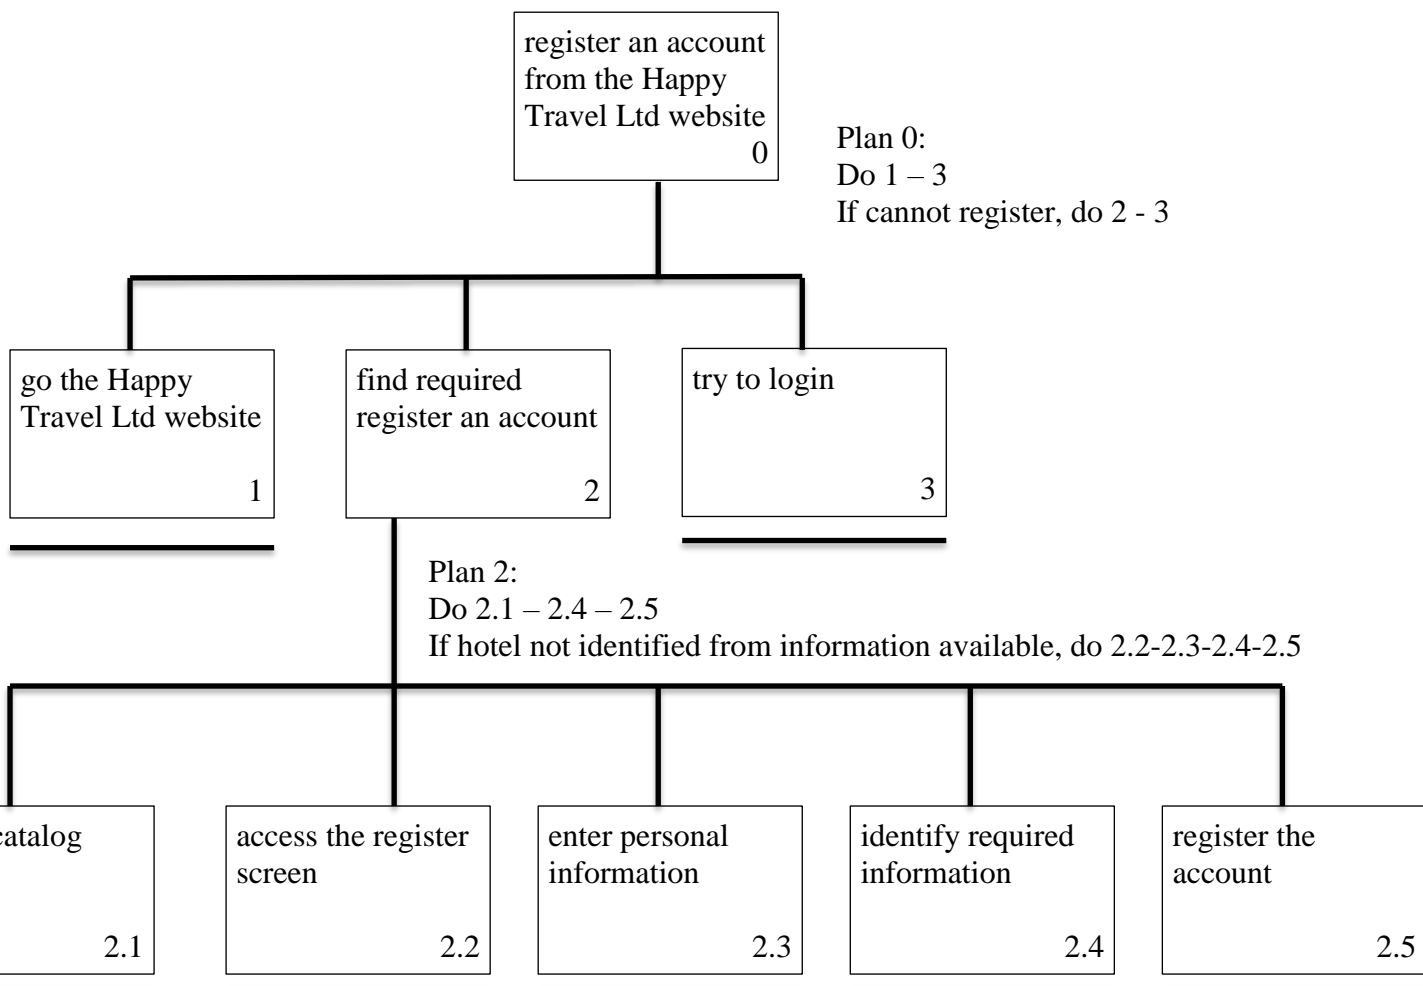 register an account
from the Happy
Travel Ltd website
0
Plan 0:
Do 1 – 3
If cannot register, do 2 - 3
go the Happy
Travel Ltd website
1
find required
register an account
2
try to login
3
Plan 2:
Do 2.1 – 2.4 – 2.5
If hotel not identified from information available, do 2.2-2.3-2.4-2.5
catalog
2.1
access the register
screen
2.2
enter personal
information
2.3
identify required
information
2.4
register the
account
2.5